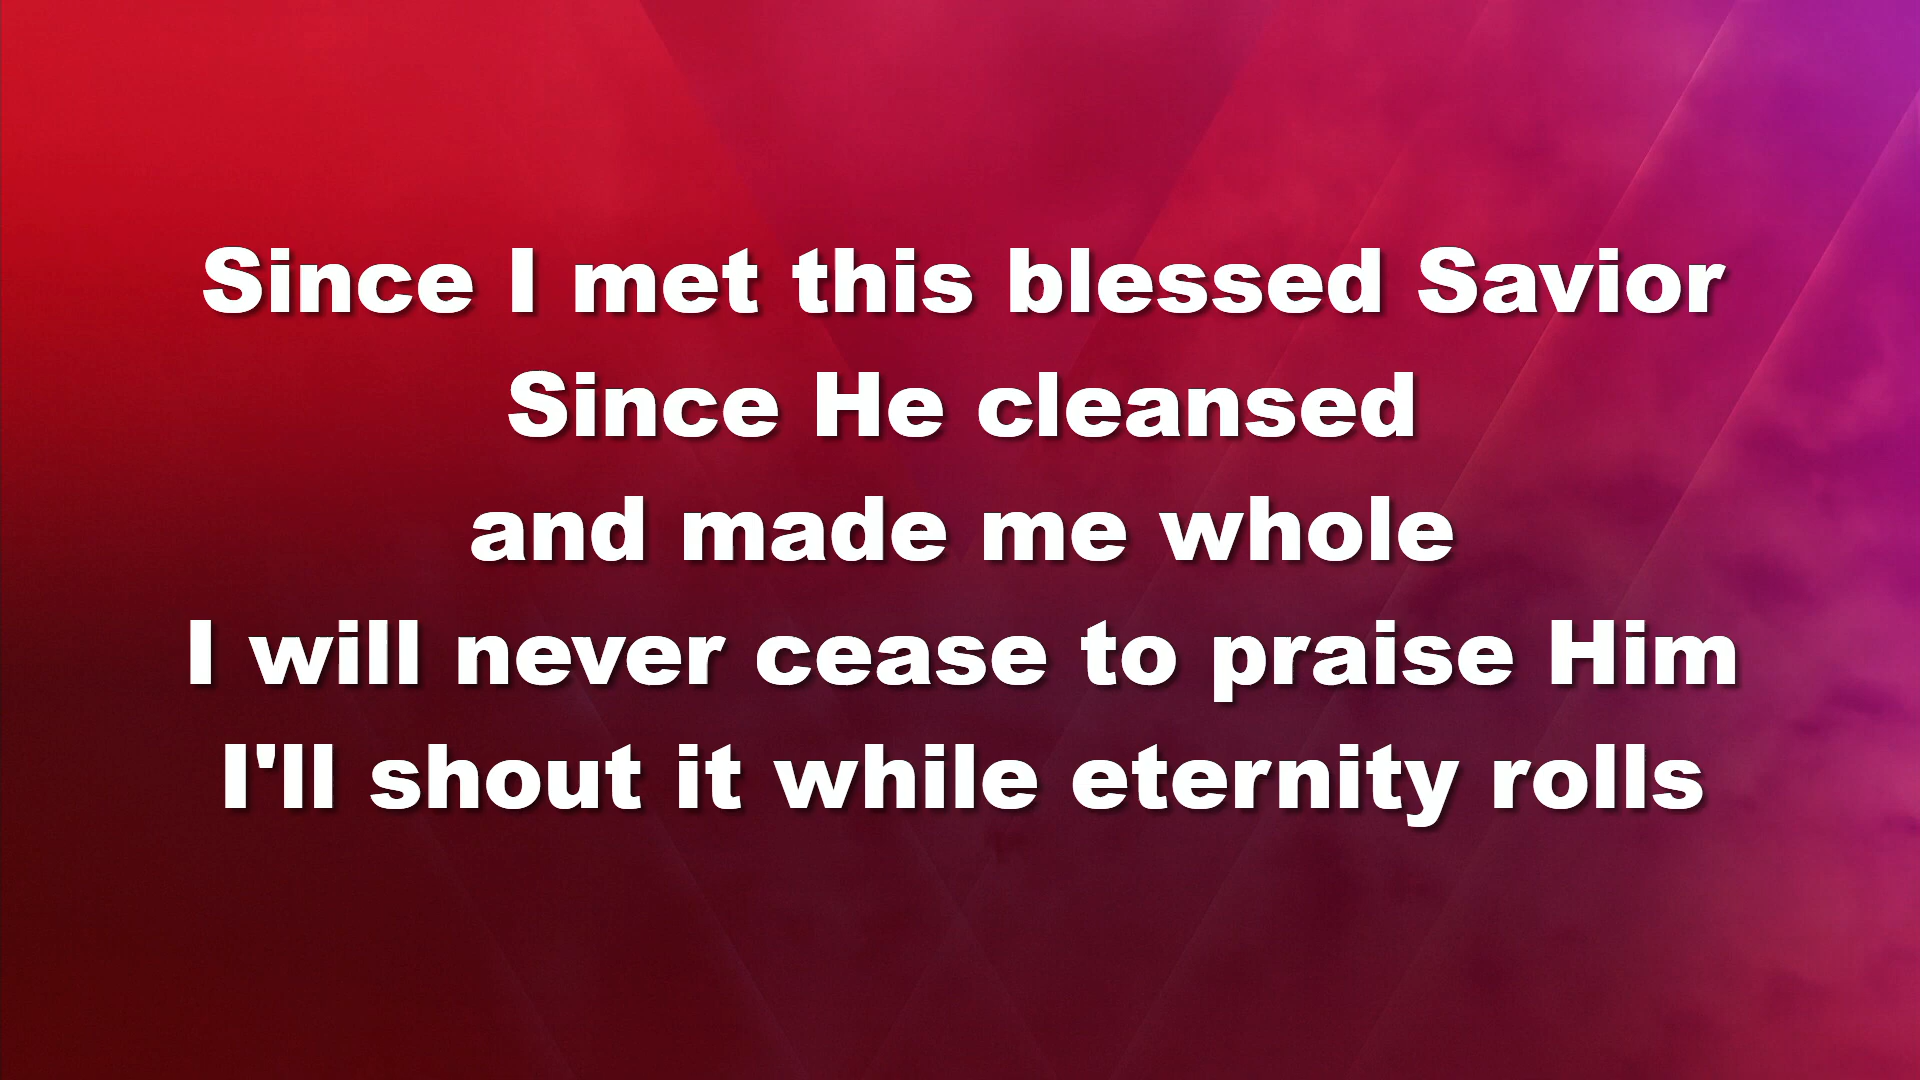 Since I met this blessed Savior
Since He cleansed
and made me whole
I will never cease to praise Him
I'll shout it while eternity rolls